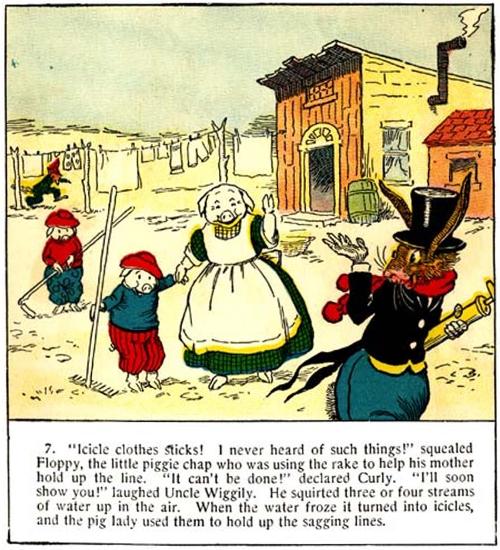 7. "Icicle clothes sticks! I never heard of such things!" squealed
Floppy, the little piggie chap who was using the rake to help his mother
hold up the line. "It can't be done!" declared Curly. "I'll soon
show you!" laughed Uncle Wiggily. He squirted three or four streams
of water up in the air. When the water froze it turned into icicles,
and the pig lady used them to hold up the sagging lines.